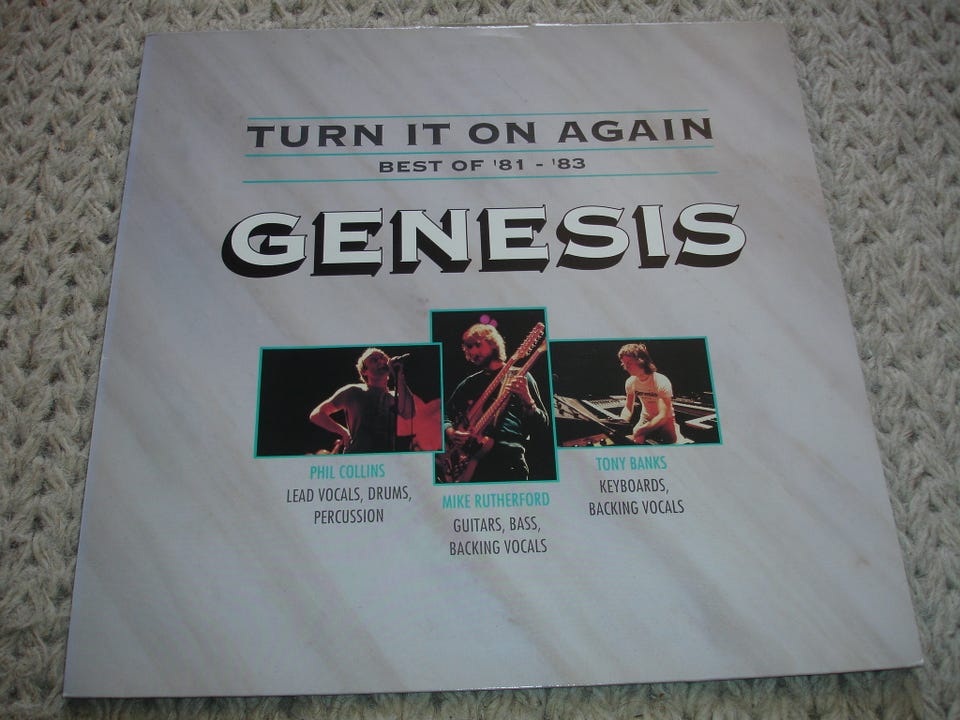 TURN IT ON AGAIN
BEST OF '81 - '83
GENESIS
PHIL COLLINS
LEAD VOCALS, DRUMS,
PERCUSSION
MIKE RUTHERFORD
GUITARS, BASS,
BACKING VOCALS
TONY BANKS
KEYBOARDS,
BACKING VOCALS